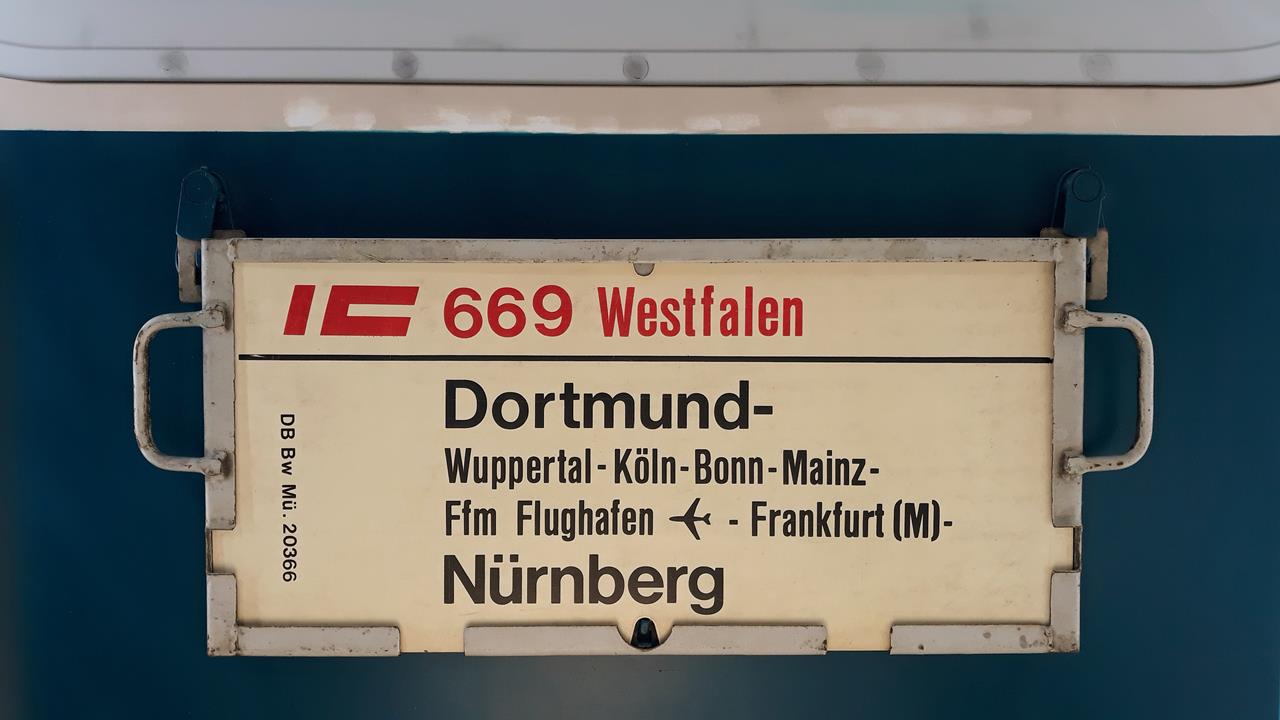 IC 669 Westfalen
Dortmund-
Wuppertal-Köln-Bonn-Mainz-
Ffm Flughafen - Frankfurt (M)-
Nürnberg
DB Bw Mü. 20366